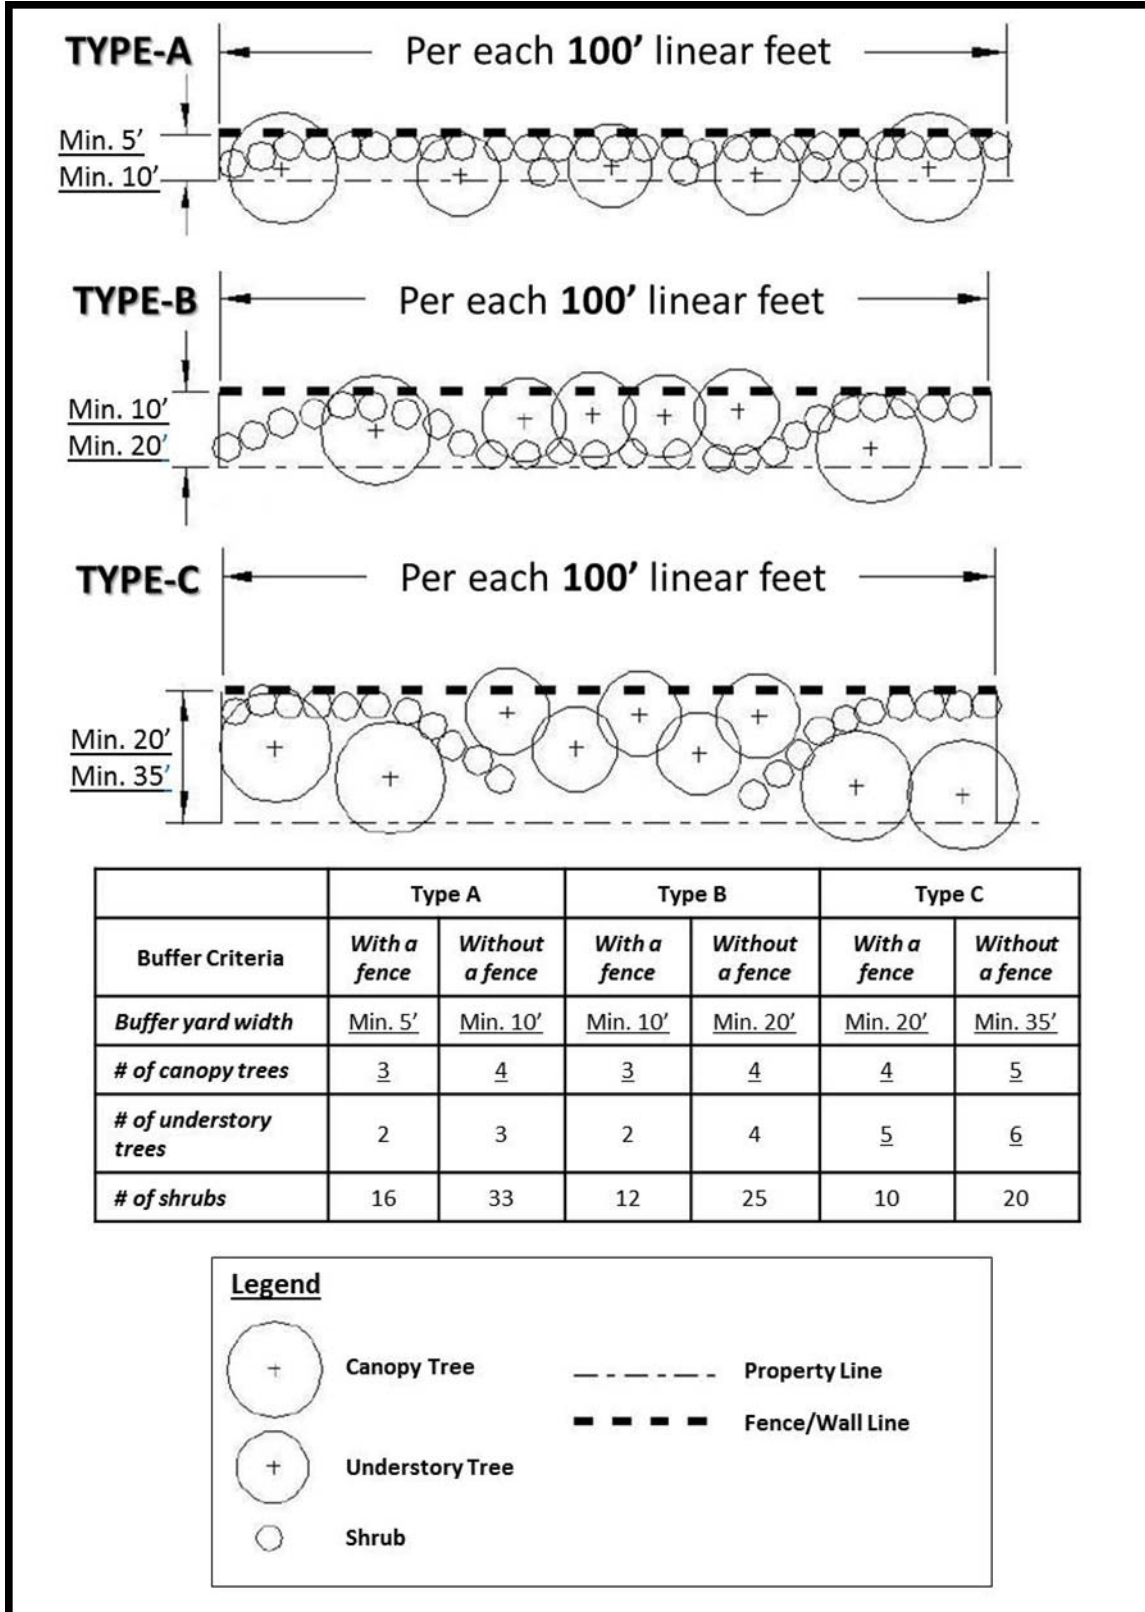 TYPE-A
Per each 100’ linear feet
Min. 5’
Min. 10’
TYPE-B
Per each 100’ linear feet
Min. 10’
Min. 20’
TYPE-C
Per each 100’ linear feet
Min. 20’
Min. 35’
Type A Type B Type C
Buffer Criteria With a fence Without a fence With a fence Without a fence With a fence Without a fence
Buffer yard width Min. 5’ Min. 10’ Min. 10’ Min. 20’ Min. 20’ Min. 35’
# of canopy trees 3 4 3 4 4 5
# of understory trees 2 3 2 4 5 6
# of shrubs 16 33 12 25 10 20
Legend
Canopy Tree Property Line
Fence/Wall Line
Understory Tree
Shrub